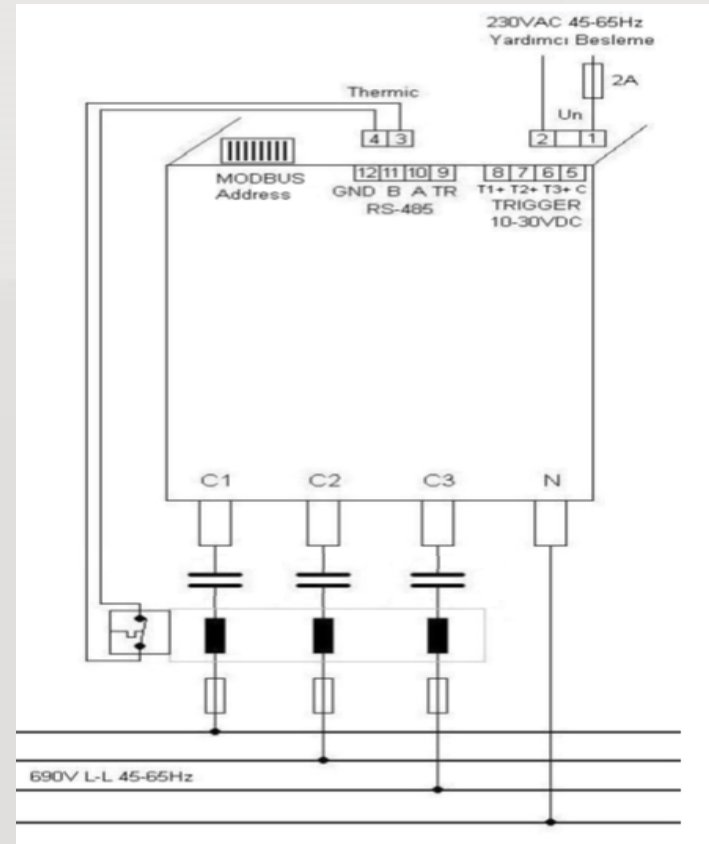 230VAC 45-65Hz
Yardımcı Besleme
2A
Thermic
Un
4 3
2 1
MODBUS
Address
12 11 10 9
GND B A TR
RS-485
8 7 6 5
T1+ T2+ T3+ C
TRIGGER
10-30VDC
C1 C2 C3 N
690V L-L 45-65Hz